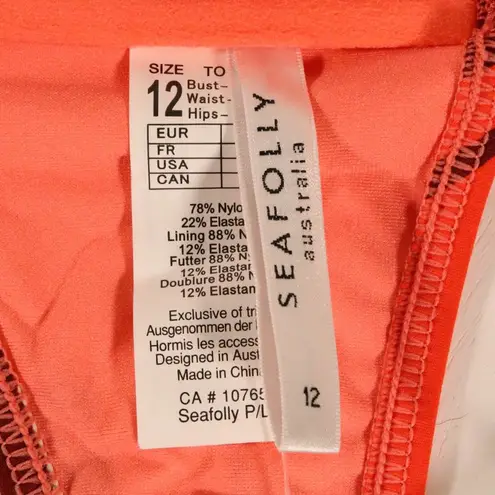 SIZE TO
12 Bust-
Waist-
Hips-
EUR
FR
USA
CAN
78% Nylo
22% Elasta
Lining 88% N
12% Elasta
Futter 88% N
12% Elastan
Doublure 88% N
12% Elastan
Exclusive of tri
Ausgenommen der
Hormis les access
Designed in Aust
Made in Chin
CA # 10765
Seafolly P/L
SEAFOLLY
australia
12